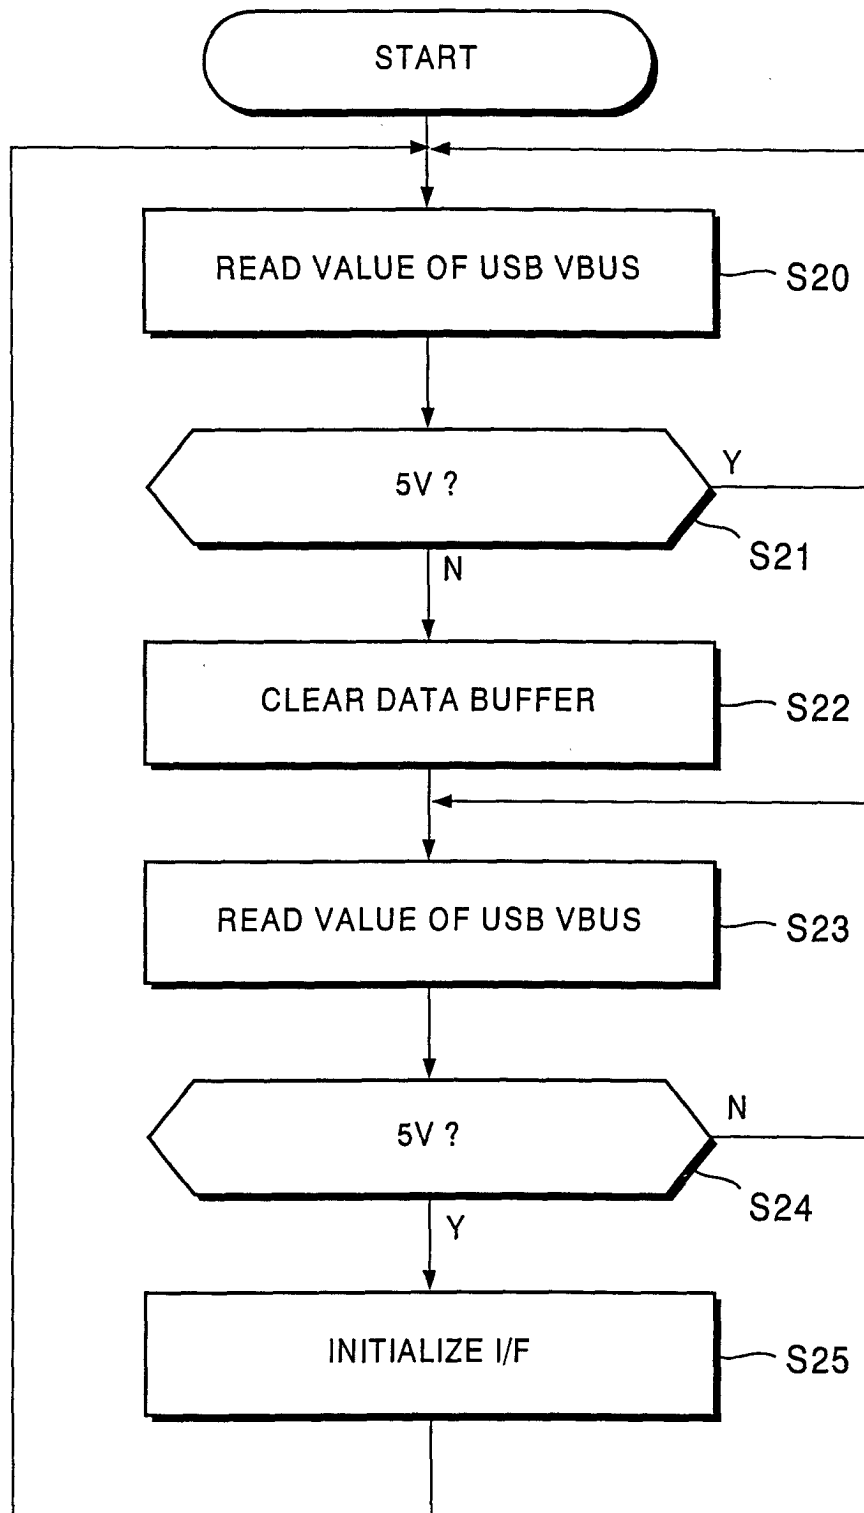 START
READ VALUE OF USB VBUS
S20
5V ?
Y
S21
N
CLEAR DATA BUFFER
S22
READ VALUE OF USB VBUS
S23
5V ?
N
S24
Y
INITIALIZE I/F
S25